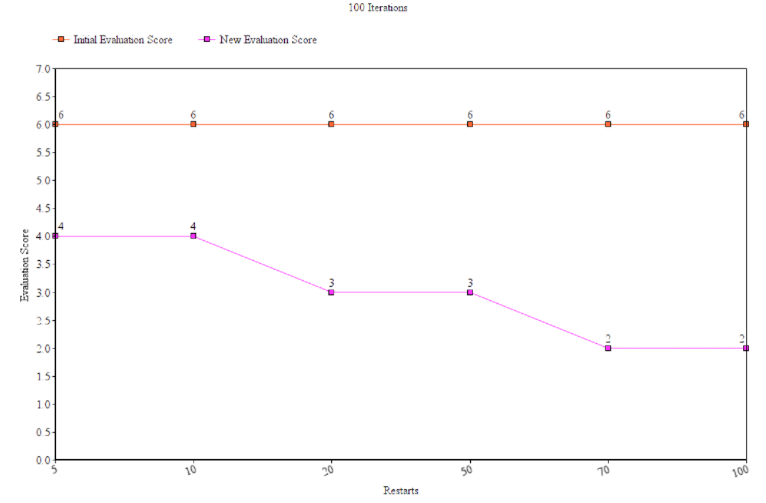 100 Iterations
Initial Evaluation Score New Evaluation Score
7.0
6.5
6.0
5.5
5.0
4.5
4.0
3.5
3.0
2.5
2.0
1.5
1.0
0.5
0.0
6 6 6 6 6 6
4 4 3 3 2 2
Evaluation Score
5 10 20 50 70 100
Restarts